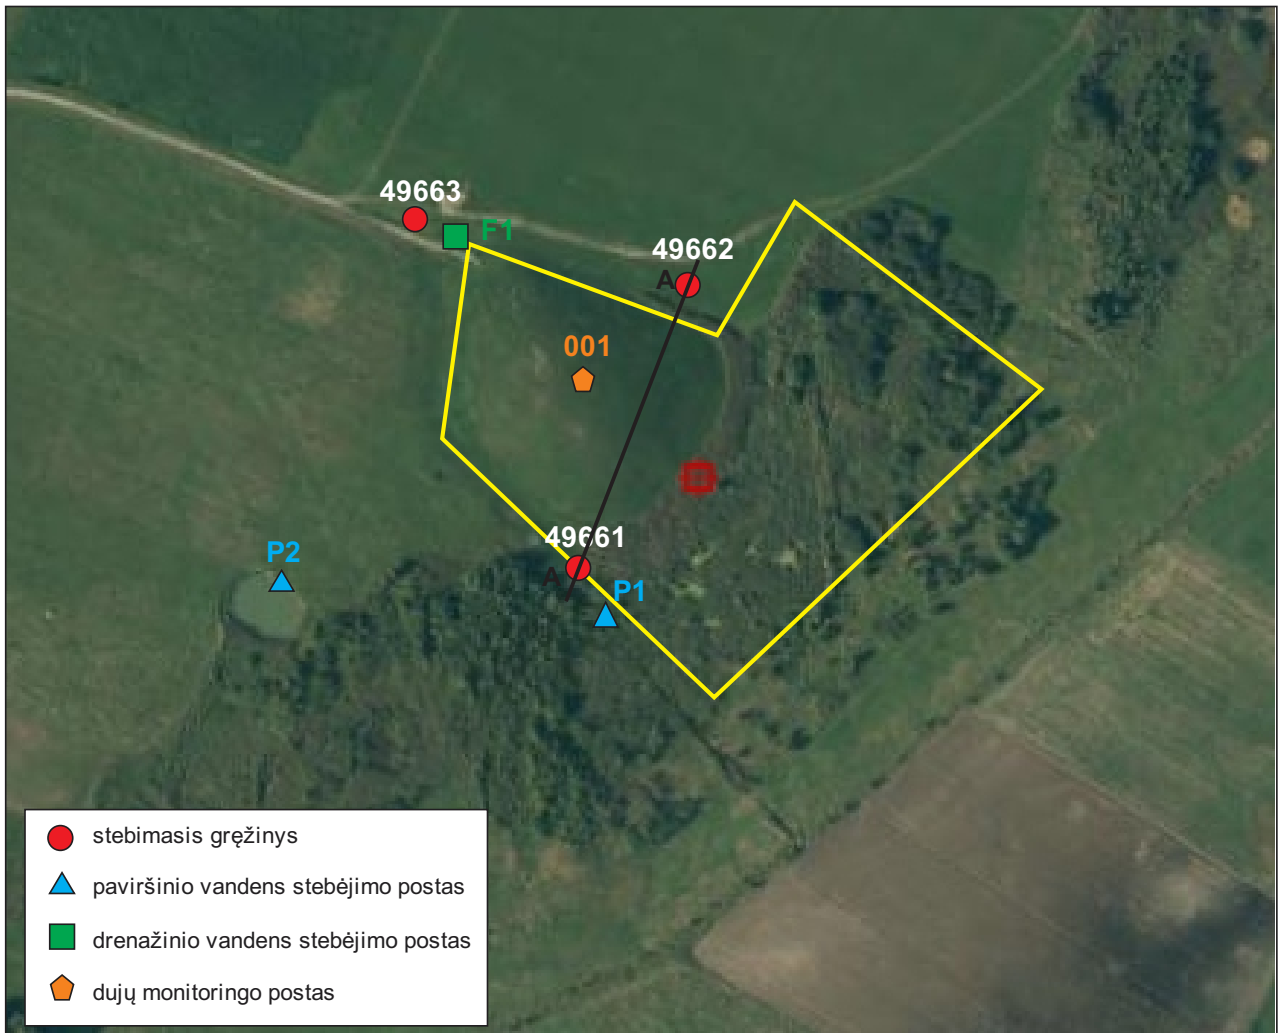 49663
F1
49662
A
001
49661
A
P2
P1
stebimasis gręžinys
paviršinio vandens stebėjimo postas
drenažinio vandens stebėjimo postas
dujų monitoringo postas